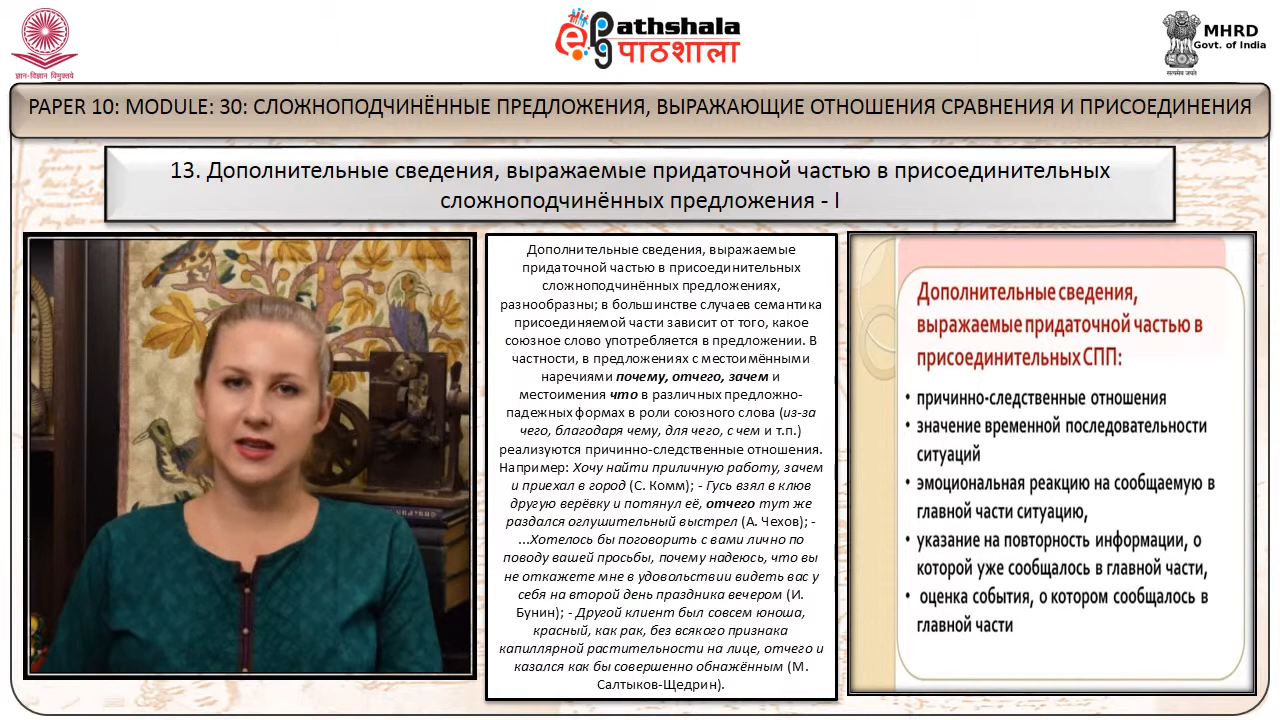 ज्ञान-विज्ञान विमुक्तये
ePg Pathshala
पाठशाला
MHRD
Govt. of India
सत्यमेव जयते
PAPER 10: MODULE: 30: СЛОЖНОПОДЧИНЁННЫЕ ПРЕДЛОЖЕНИЯ, ВЫРАЖАЮЩИЕ ОТНОШЕНИЯ СРАВНЕНИЯ И ПРИСОЕДИНЕНИЯ
13. Дополнительные сведения, выражаемые придаточной частью в присоединительных
сложноподчинённых предложения - I
Дополнительные сведения, выражаемые
придаточной частью в присоединительных
сложноподчинённых предложениях,
разнообразны; в большинстве случаев семантика
присоединяемой части зависит от того, какое
союзное слово употребляется в предложении. В
частности, в предложениях с местоимёнными
наречиями почему, отчего, зачем и
местоимения что в различных предложно-
падежных формах в роли союзного слова (из-за
чего, благодаря чему, для чего, с чем и т.п.)
реализуются причинно-следственные отношения.
Например: Хочу найти приличную работу, зачем
и приехал в город (С. Комм); - Гусь взял в клюв
другую верёвку и потянул её, отчего тут же
раздался оглушительный выстрел (А. Чехов); -
...Хотелось бы поговорить с вами лично по
поводу вашей просьбы, почему надеюсь, что вы
не откажете мне в удовольствии видеть вас у
себя на второй день праздника вечером (И.
Бунин); - Другой клиент был совсем юноша,
красный, как рак, без всякого признака
капиллярной растительности на лице, отчего и
казался как бы совершенно обнажённым (М.
Салтыков-Щедрин).
Дополнительные сведения,
выражаемые придаточной частью в
присоединительных СПП:
• причинно-следственные отношения
• значение временной последовательности
ситуаций
• эмоциональная реакцию на сообщаемую в
главной части ситуацию,
• указание на повторность информации, о
которой уже сообщалось в главной части,
• оценка события, о котором сообщалось в
главной части